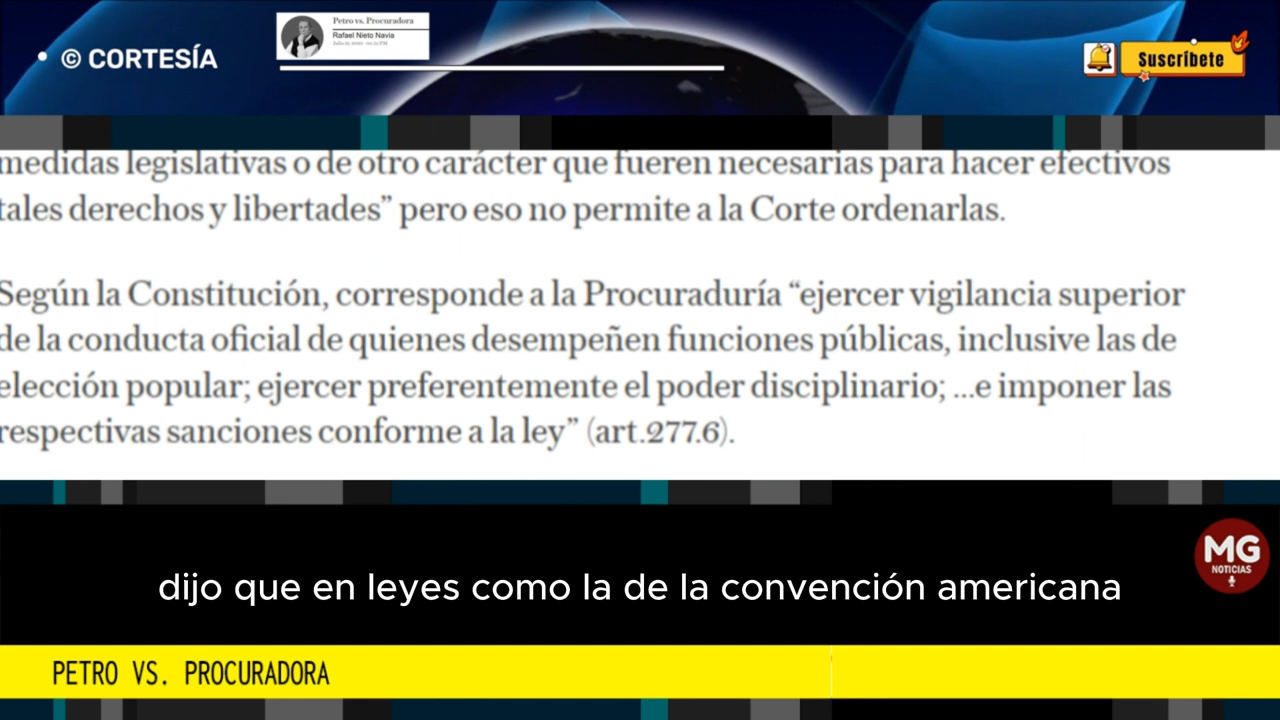 © CORTESÍA
Petro vs. Procuradora
Rafael Nieto Navia
Suscríbete
medidas legislativas o de otro carácter que fueren necesarias para hacer efectivos
tales derechos y libertades” pero eso no permite a la Corte ordenarlas.
Según la Constitución, corresponde a la Procuraduría “ejercer vigilancia superior
de la conducta oficial de quienes desempeñen funciones públicas, inclusive las de
elección popular; ejercer preferentemente el poder disciplinario; ...e imponer las
respectivas sanciones conforme a la ley” (art.277.6).
MG
NOTICIAS
dijo que en leyes como la de la convención americana
PETRO VS. PROCURADORA